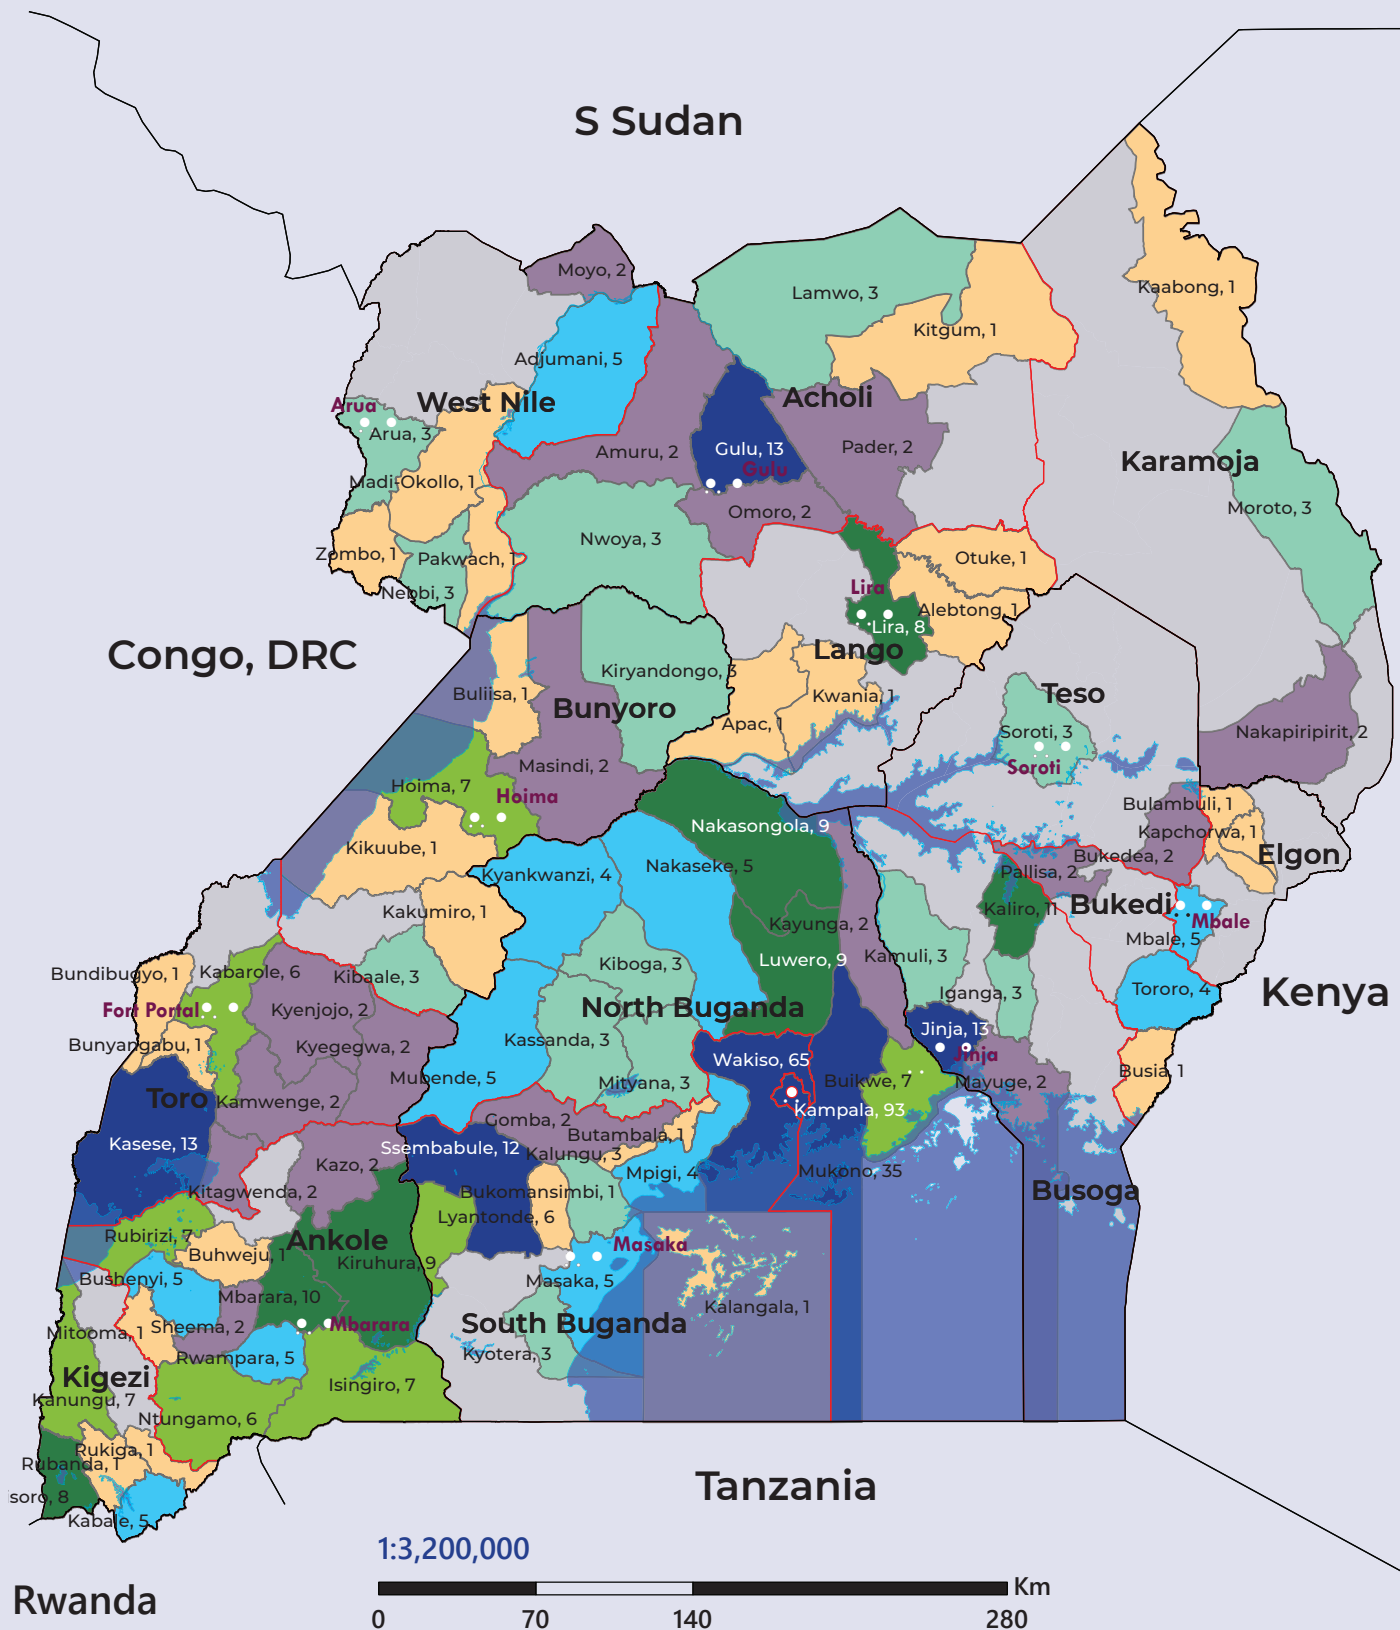 S Sudan
Moyo, 2
Kaabong, 1
Lamwo, 3
Kitgum, 1
Adjumani, 5
Acholi
West Nile
Arua
Arua, 3
Gulu, 13
Pader, 2
Amuru, 2
Karamoja
Gulu
Madi-Okollo, 1
Moroto, 3
Omoro, 2
Nwoya, 3
Zombo, 1
Pakwach, 1
Otuke, 1
Nebbi, 3
Lira
Alebtong, 1
Lira, 8
Congo, DRC
Lango
Kiryandongo, 3
Buliisa, 1
Kwania, 1
Teso
Bunyoro
Apac, 1
Soroti, 3
Nakapiripirit, 2
Masindi, 2
Soroti
Hoima, 7
Hoima
Bulambuli, 1
Nakasongola, 9
Kapchorwa, 1
Kikuube, 1
Bukedea, 2
Elgon
Nakaseke, 5
Kyankwanzi, 4
Pallisa, 2
Kakumiro, 1
Kaliro, 11
Bukedi
Kayunga, 2
Mbale
Mbale, 5
Luwero, 9
Kamuli, 3
Kiboga, 3
Bundibugyo, 1
Kabarole, 6
Kibaale, 3
Iganga, 3
Kenya
Tororo, 4
Fort Portal
Kyenjojo, 2
North Buganda
Jinja, 13
Kassanda, 3
Bunyangabu, 1
Kyegegwa, 2
Jinja
Wakiso, 65
Busia, 1
Mubende, 5
Mityana, 3
Buikwe, 7
Mayuge, 2
Toro
Kamwenge, 2
Kampala, 93
Gomba, 2
Butambala, 1
Kasese, 13
Ssembabule, 12
Kalungu, 3
Kazo, 2
Mpigi, 4
Mukono, 35
Kitagwenda, 2
Bukomansimbi, 1
Busoga
Lyantonde, 6
Rubirizi, 7
Ankole
Masaka
Buhweju, 1
Kiruhura, 9
Bushenyi, 5
Masaka, 5
Mbarara, 10
Kalangala, 1
Mitooma, 1
Sheema, 2
Mbarara
South Buganda
Rwampara, 5
Kyotera, 3
Kigezi
Isingiro, 7
Kanungu, 7
Ntungamo, 6
Rukiga, 1
Rubanda, 1
isoro, 8
Kabale, 5
Tanzania
1:3,200,000
Rwanda
Km
0 70 140 280